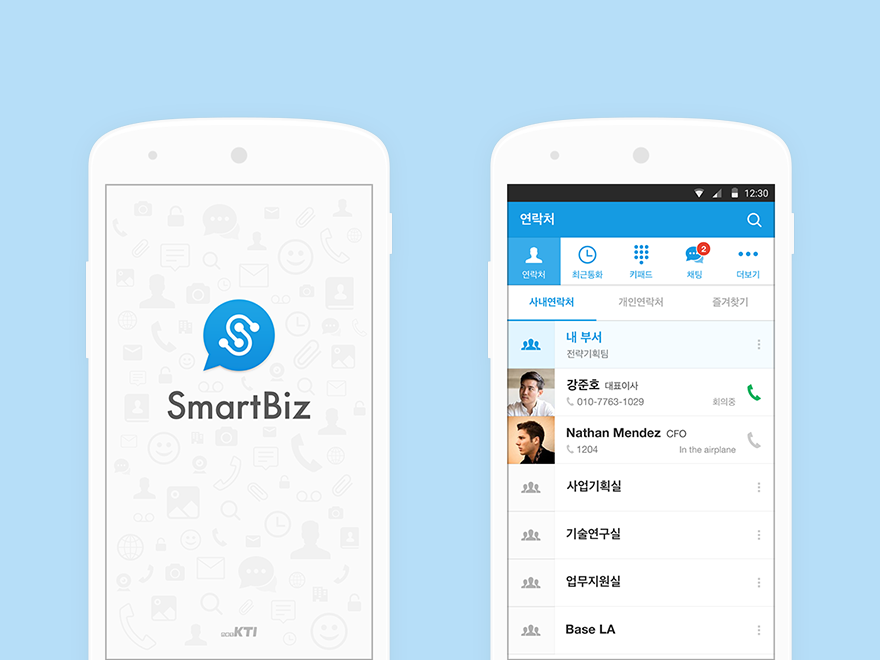 SmartBiz
KTI
12:30
연락처
연락처
최근통화
키패드
2
채팅
더보기
사내연락처
개인연락처
즐겨찾기
내 부서
전략기획팀
강준호 대표이사
010-7763-1029
회의중
Nathan Mendez CFO
1204
In the airplane
사업기획실
기술연구실
업무지원실
Base LA